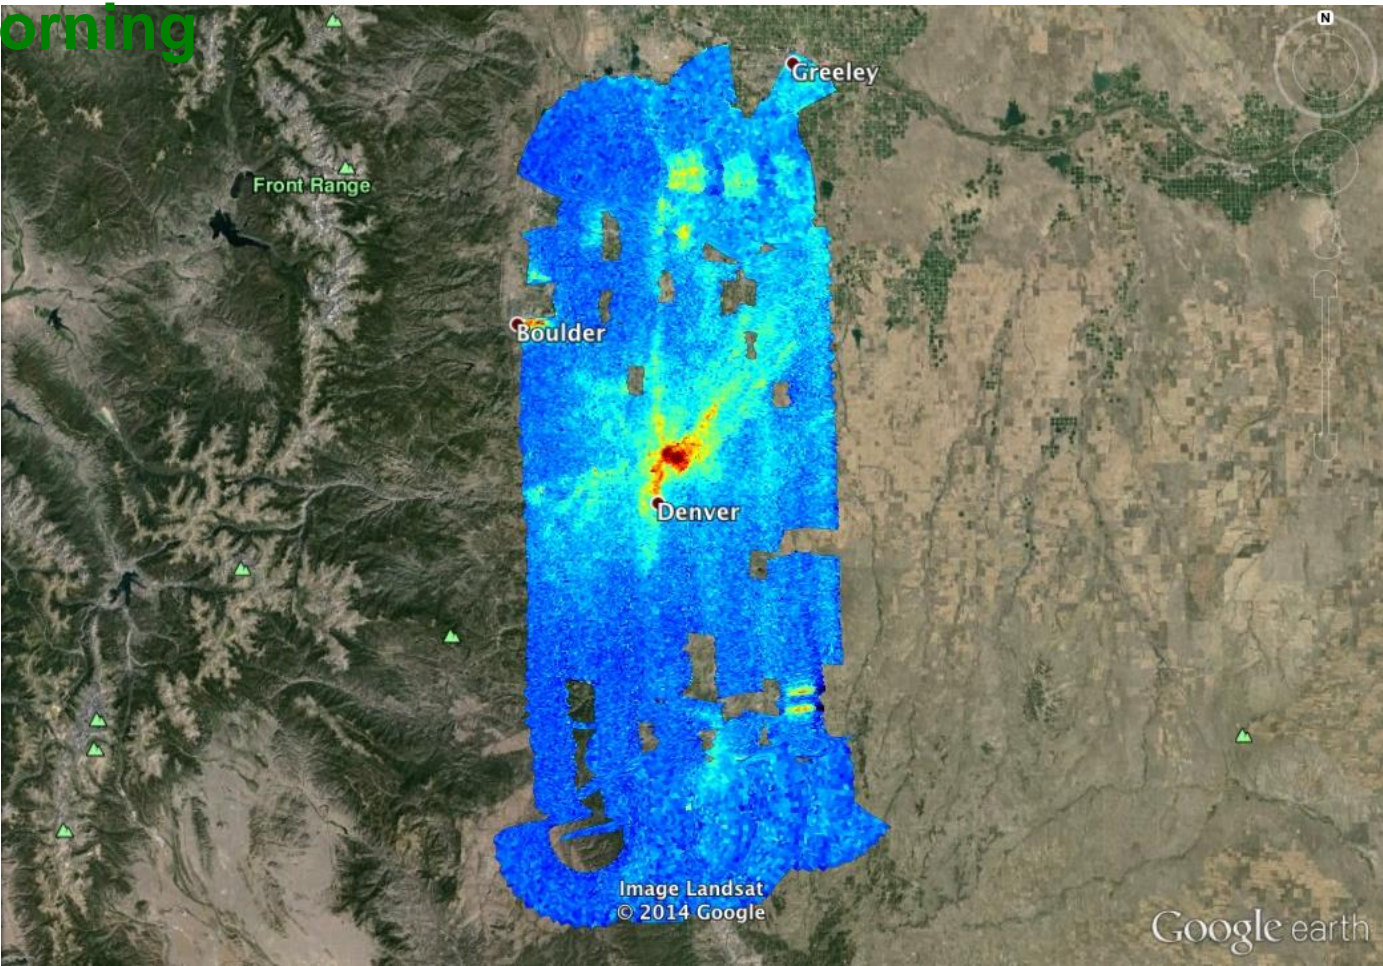 orning
N
Greeley
Front Range
Boulder
Denver
Image Landsat
© 2014 Google
Google earth